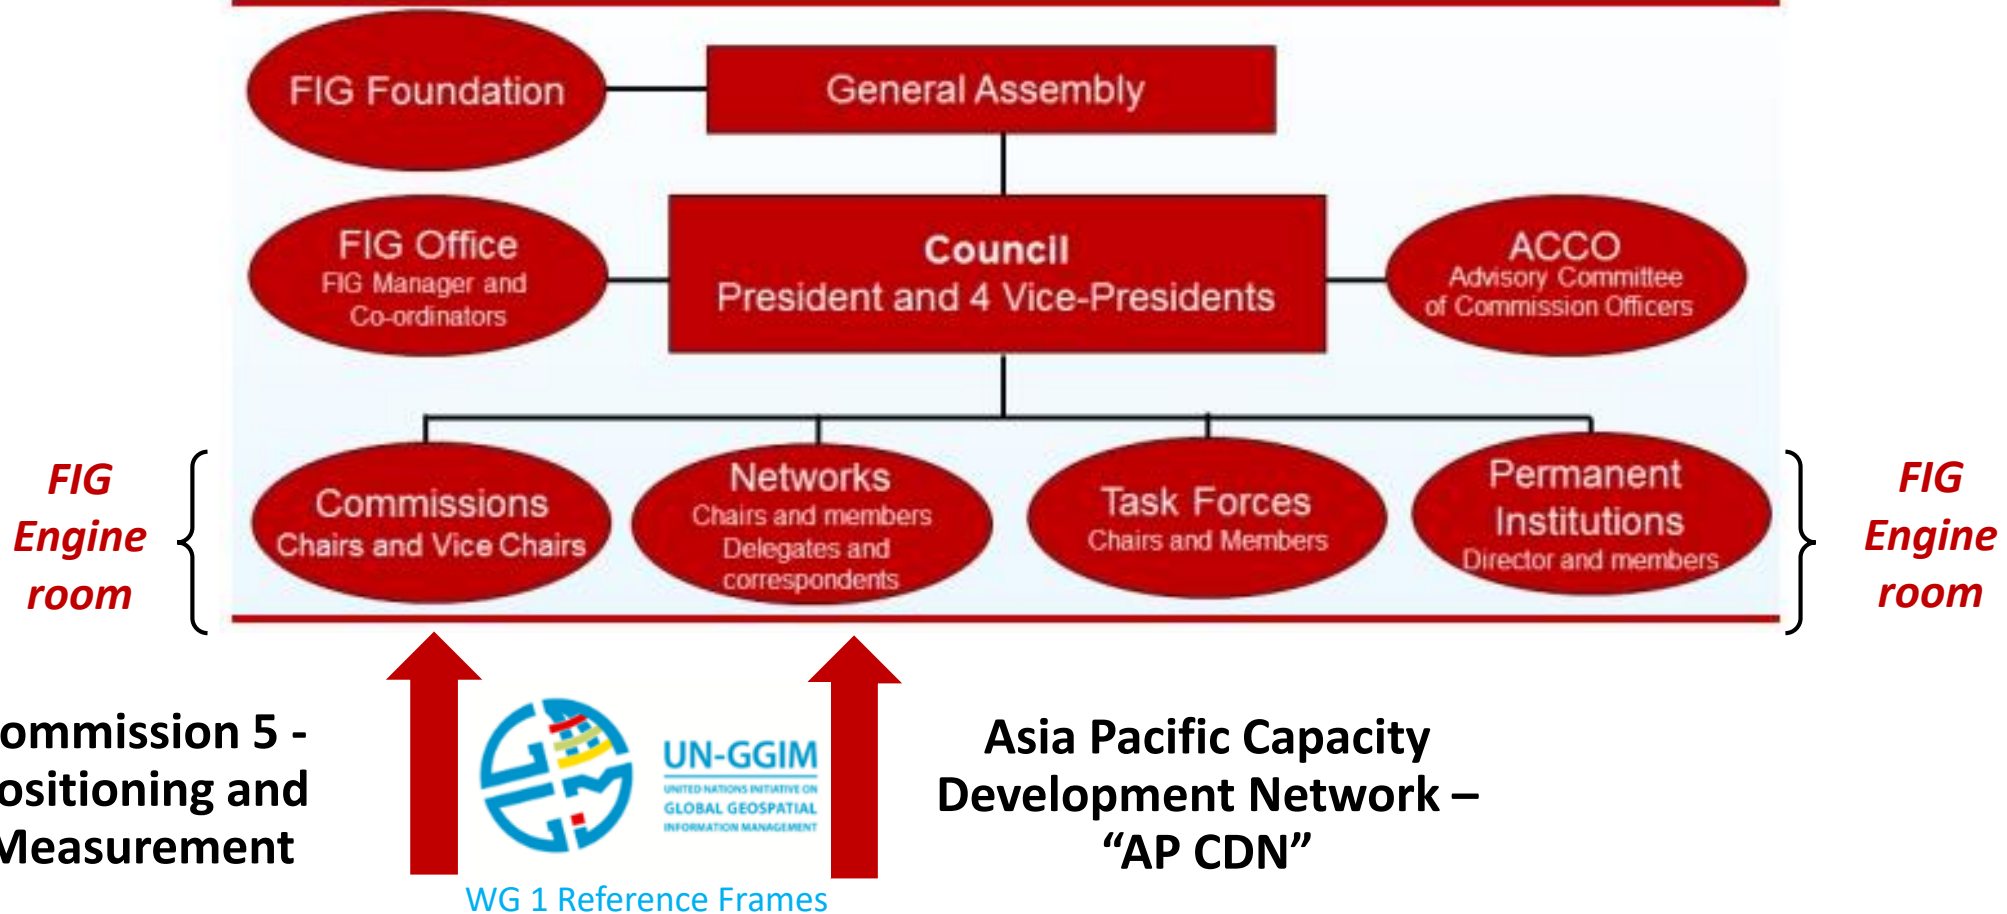 FIG Foundation
General Assembly
FIG Office
FIG Manager and
Co-ordinators
Council
President and 4 Vice-Presidents
ACCO
Advisory Committee
of Commission Officers
FIG
Engine
room
Commissions
Chairs and Vice Chairs
Networks
Chairs and members
Delegates and
correspondents
Task Forces
Chairs and Members
Permanent
Institutions
Director and members
FIG
Engine
room
ommission 5 -
ositioning and
Measurement
UN-GGIM
UNITED NATIONS INITIATIVE ON
GLOBAL GEOSPATIAL
INFORMATION MANAGEMENT
WG 1 Reference Frames
Asia Pacific Capacity
Development Network –
“AP CDN”